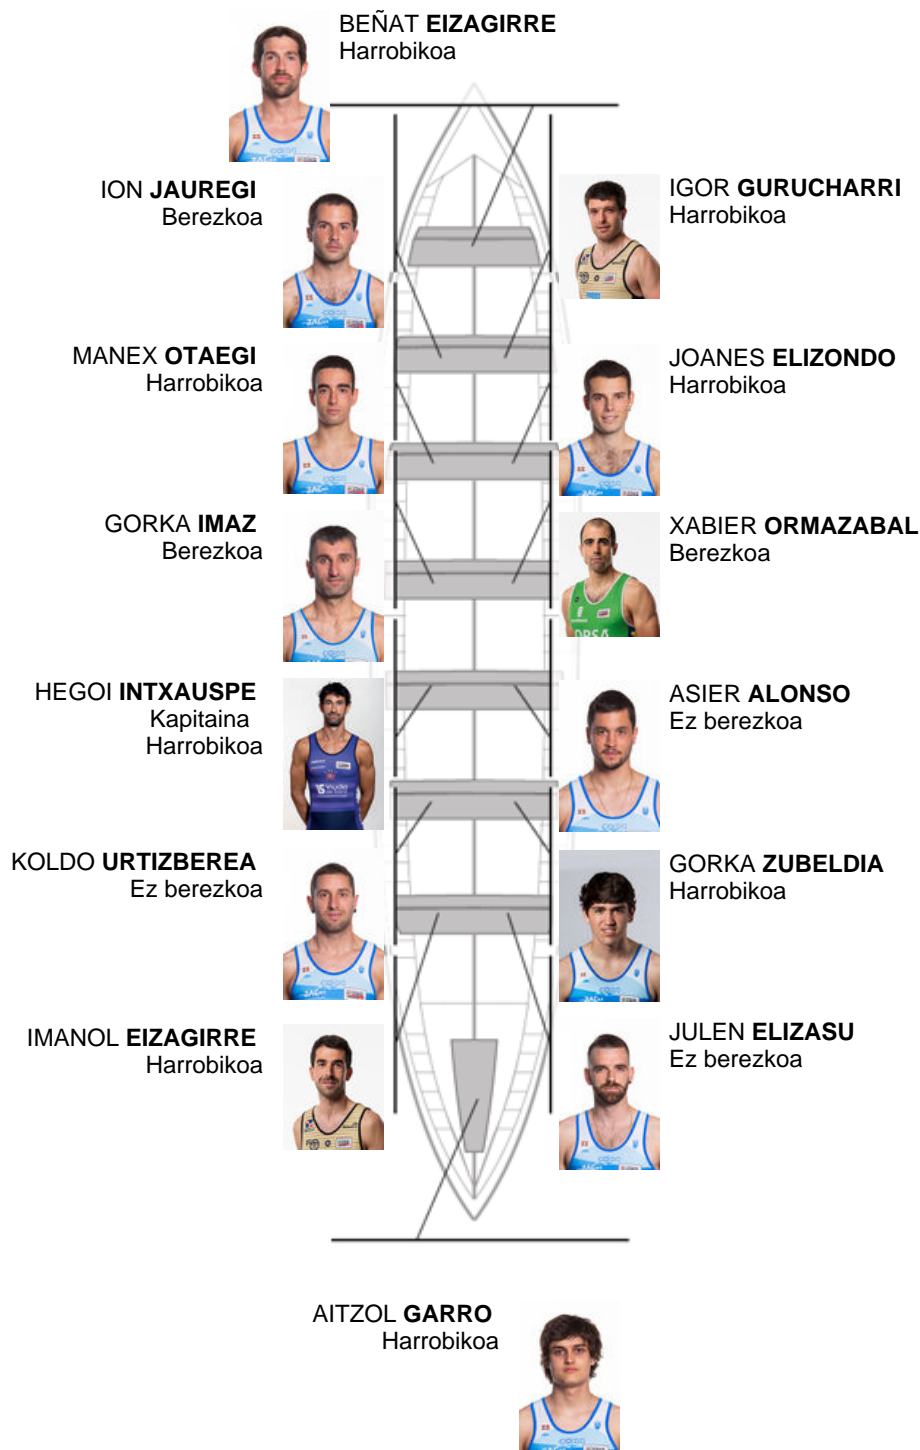 BEÑAT EIZAGIRRE
Harrobikoa
ION JAUREGI
Berezkoa
IGOR GURUCHARRI
Harrobikoa
MANEX OTAEGI
Harrobikoa
JOANES ELIZONDO
Harrobikoa
GORKA IMAZ
Berezkoa
XABIER ORMAZABAL
Berezkoa
HEGOI INTXAUSPE
Kapitaina
Harrobikoa
ASIER ALONSO
Ez berezkoa
KOLDO URTIZBEREA
Ez berezkoa
GORKA ZUBELDIA
Harrobikoa
IMANOL EIZAGIRRE
Harrobikoa
JULEN ELIZASU
Ez berezkoa
AITZOL GARRO
Harrobikoa